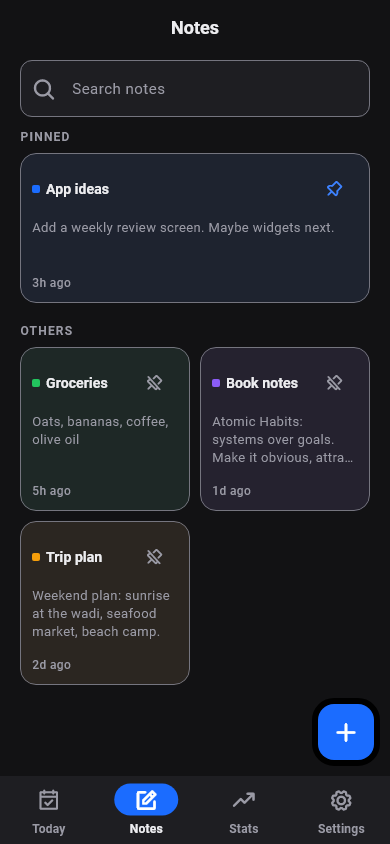 Notes
Search notes
PINNED
App ideas
Add a weekly review screen. Maybe widgets next.
3h ago
OTHERS
Groceries
Oats, bananas, coffee,
olive oil
5h ago
Book notes
Atomic Habits:
systems over goals.
Make it obvious, attra…
1d ago
Trip plan
Weekend plan: sunrise
at the wadi, seafood
market, beach camp.
2d ago
Today
Notes
Stats
Settings